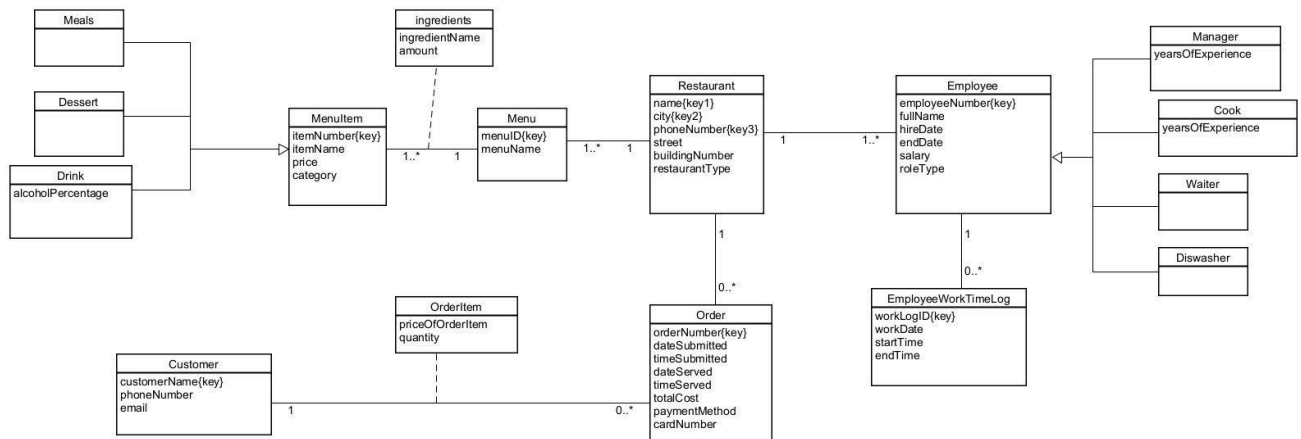 Meals
ingredients
ingredientName
amount
Manager
yearsOfExperience
Dessert
MenuItem
itemNumber{key}
itemName
price
category
1..*
1
Menu
menuID{key}
menuName
1..*
1
Restaurant
name{key1}
city{key2}
phoneNumber{key3}
street
buildingNumber
restaurantType
1
1..*
Employee
employeeNumber{key}
fullName
hireDate
endDate
salary
roleType
Cook
yearsOfExperience
Drink
alcoholPercentage
Waiter
Diswasher
1
0..*
1
0..*
EmployeeWorkTimeLog
workLogID{key}
workDate
startTime
endTime
OrderItem
priceOfOrderItem
quantity
Order
orderNumber{key}
dateSubmitted
timeSubmitted
dateServed
timeServed
totalCost
paymentMethod
cardNumber
Customer
customerName{key}
phoneNumber
email
1
0..*